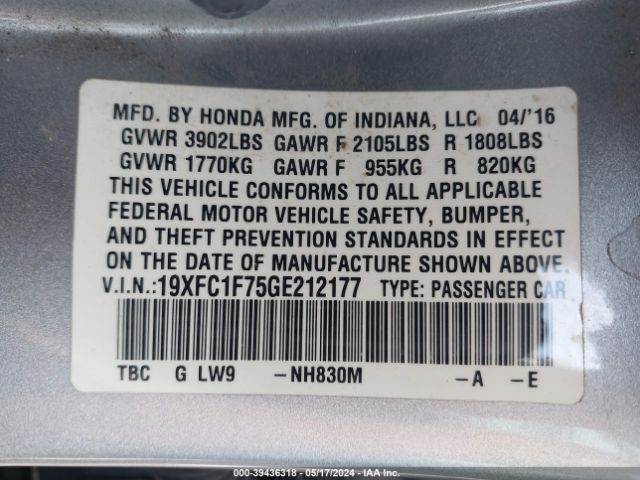 MFD. BY HONDA MFG. OF INDIANA, LLC 04/'16
GVWR 3902LBS GAWR F 2105LBS R 1808LBS
GVWR 1770KG GAWR F 955KG R 820KG
THIS VEHICLE CONFORMS TO ALL APPLICABLE
FEDERAL MOTOR VEHICLE SAFETY, BUMPER,
AND THEFT PREVENTION STANDARDS IN EFFECT
ON THE DATE OF MANUFACTURE SHOWN ABOVE.
V.I.N.:19XFC1F75GE212177 TYPE: PASSENGER CAR
TBC G LW9 -NH830M -A -E
000-39436318 - 05/17/2024 - IAA Inc.